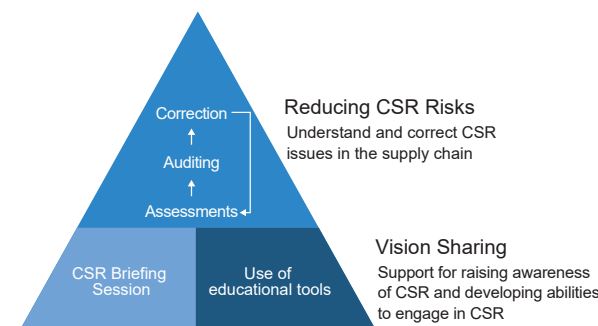 Correction
Auditing
Assessments
Reducing CSR Risks
Understand and correct CSR
issues in the supply chain
CSR Briefing
Session
Use of
educational tools
Vision Sharing
Support for raising awareness
of CSR and developing abilities
to engage in CSR